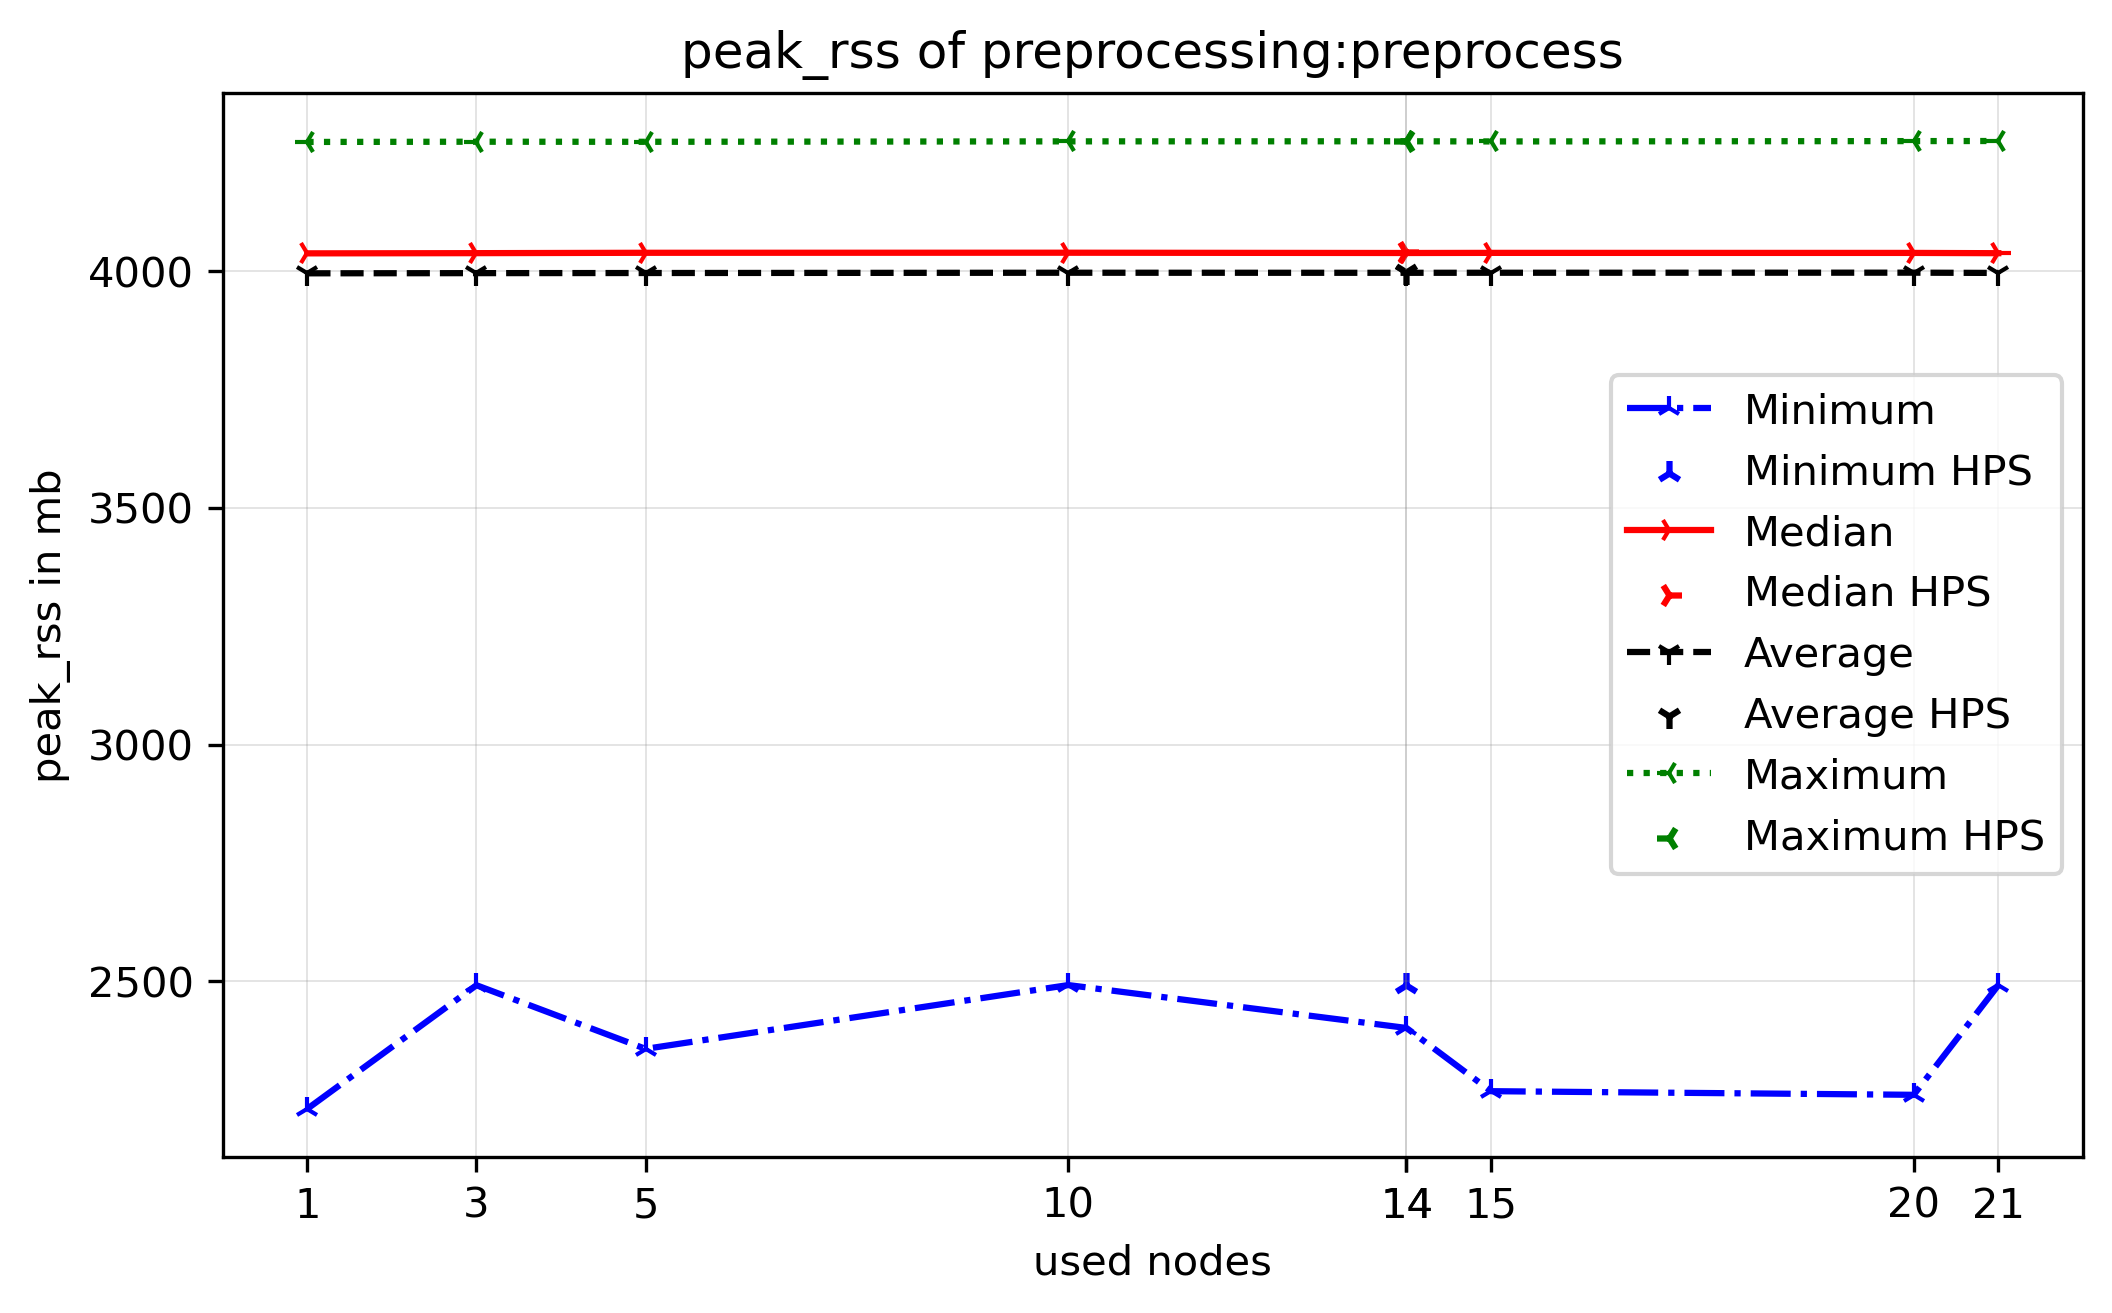 peak_rss of preprocessing:preprocess
peak_rss in mb
4000
3500
3000
2500
Minimum
Minimum HPS
Median
Median HPS
Average
Average HPS
Maximum
Maximum HPS
1 3 5 10 14 15 20 21
used nodes